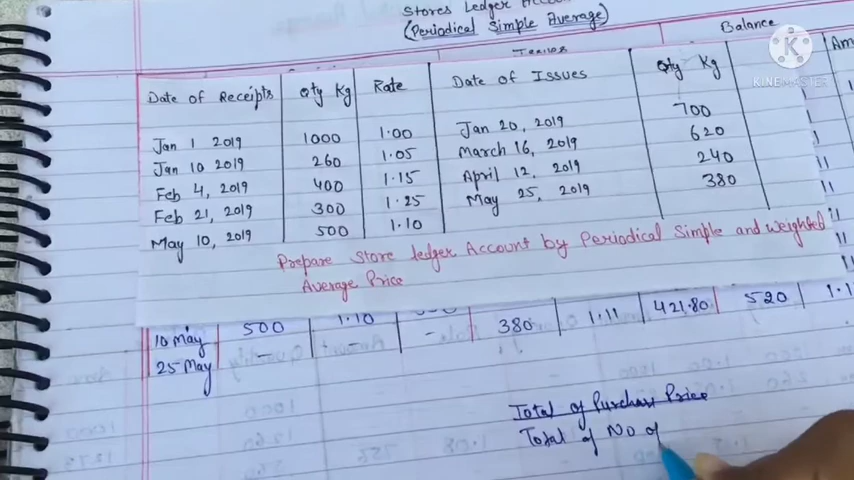 Stores Ledger Accou
(Periodical Simple Average)
Balance
KINEMASTER
Am
Date of Receipts Qty Kg Rate Date of Issues Qty Kg
Jan 1 2019 1000 1.00 Jan 20, 2019 700
Jan 10 2019 260 1.05 March 16, 2019 620
Feb 4, 2019 400 1.15 April 12, 2019 240
Feb 21, 2019 300 1.25 May 25, 2019 380
May 10, 2019 500 1.10
Prepare Store ledger Account by Periodical Simple and weighted
Average Price
10 May 500 1.10 - 380 1.11 421.80 520 1.1
25 May - -
Total of Purchase Price
Total of No of